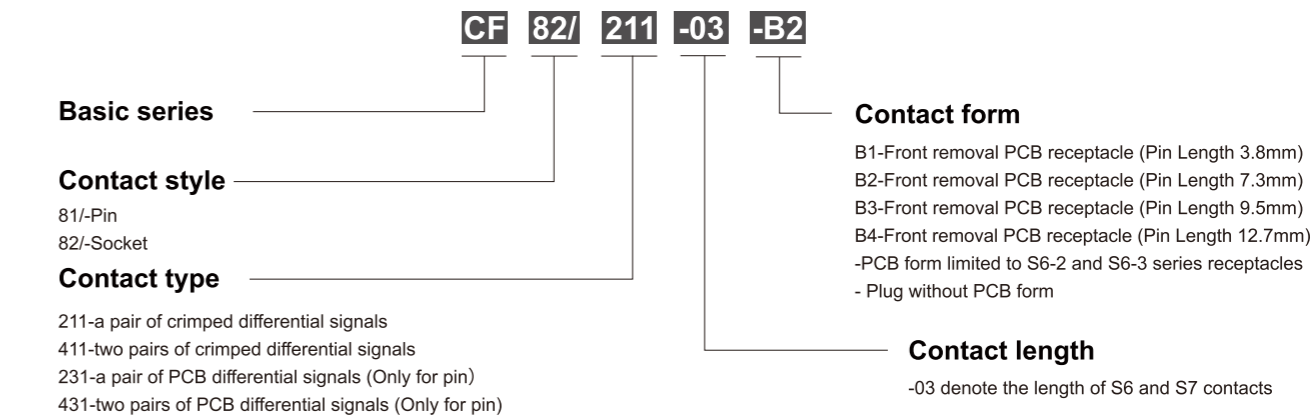 CF 82/ 211 -03 -B2
Basic series
Contact style
81/-Pin
82/-Socket
Contact type
211-a pair of crimped differential signals
411-two pairs of crimped differential signals
231-a pair of PCB differential signals (Only for pin）
431-two pairs of PCB differential signals (Only for pin)
Contact form
B1-Front removal PCB receptacle (Pin Length 3.8mm)
B2-Front removal PCB receptacle (Pin Length 7.3mm)
B3-Front removal PCB receptacle (Pin Length 9.5mm)
B4-Front removal PCB receptacle (Pin Length 12.7mm)
-PCB form limited to S6-2 and S6-3 series receptacles
- Plug without PCB form
Contact length
-03 denote the length of S6 and S7 contacts